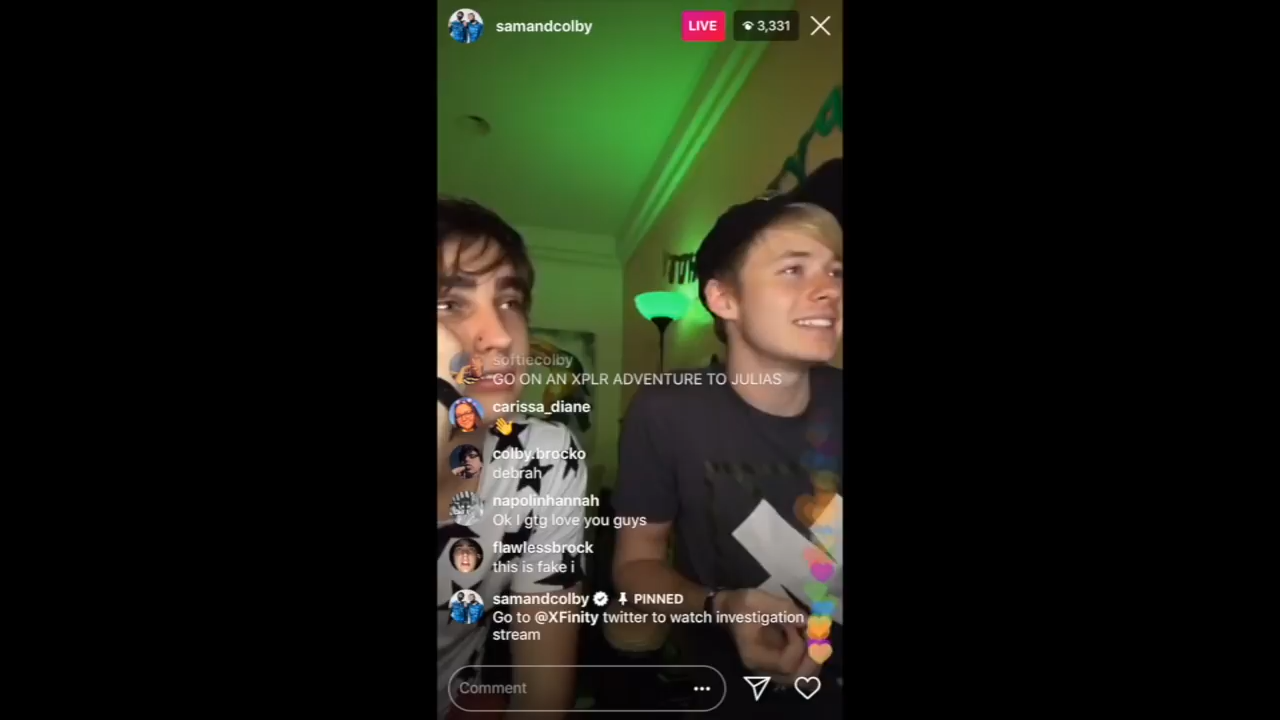 samandcolby
LIVE
3,331
softiecolby
GO ON AN XPLR ADVENTURE TO JULIAS
carissa_diane
👋
colby.brocko
debrah
napolinhannah
Ok I gtg love you guys
flawlessbrock
this is fake i
samandcolby PINNED
Go to @XFinity twitter to watch investigation
stream
Comment